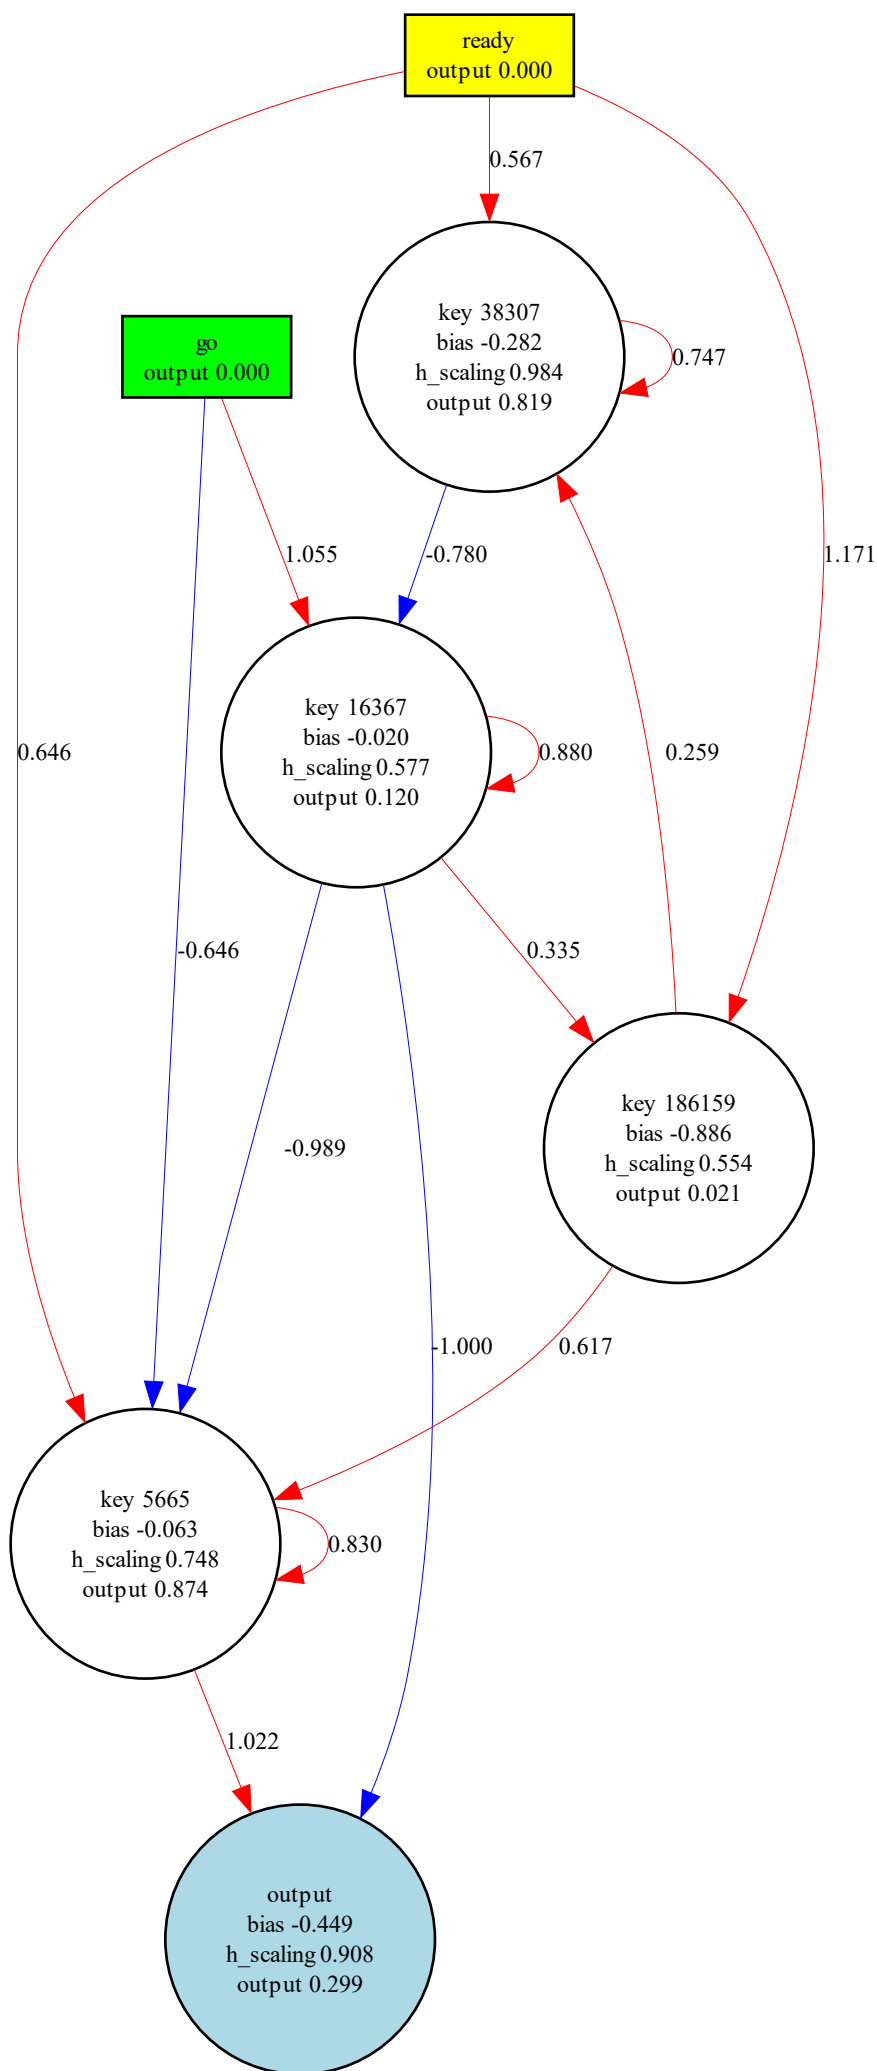 ready
output 0.000
0.567
go
output 0.000
key 38307
bias -0.282
h_scaling 0.984
output 0.819
0.747
1.055
-0.780
1.171
key 16367
bias -0.020
h_scaling 0.577
output 0.120
0.646
0.880
0.259
-0.646
0.335
key 186159
bias -0.886
h_scaling 0.554
output 0.021
-0.989
-1.000
0.617
key 5665
bias -0.063
h_scaling 0.748
output 0.874
0.830
1.022
output
bias -0.449
h_scaling 0.908
output 0.299